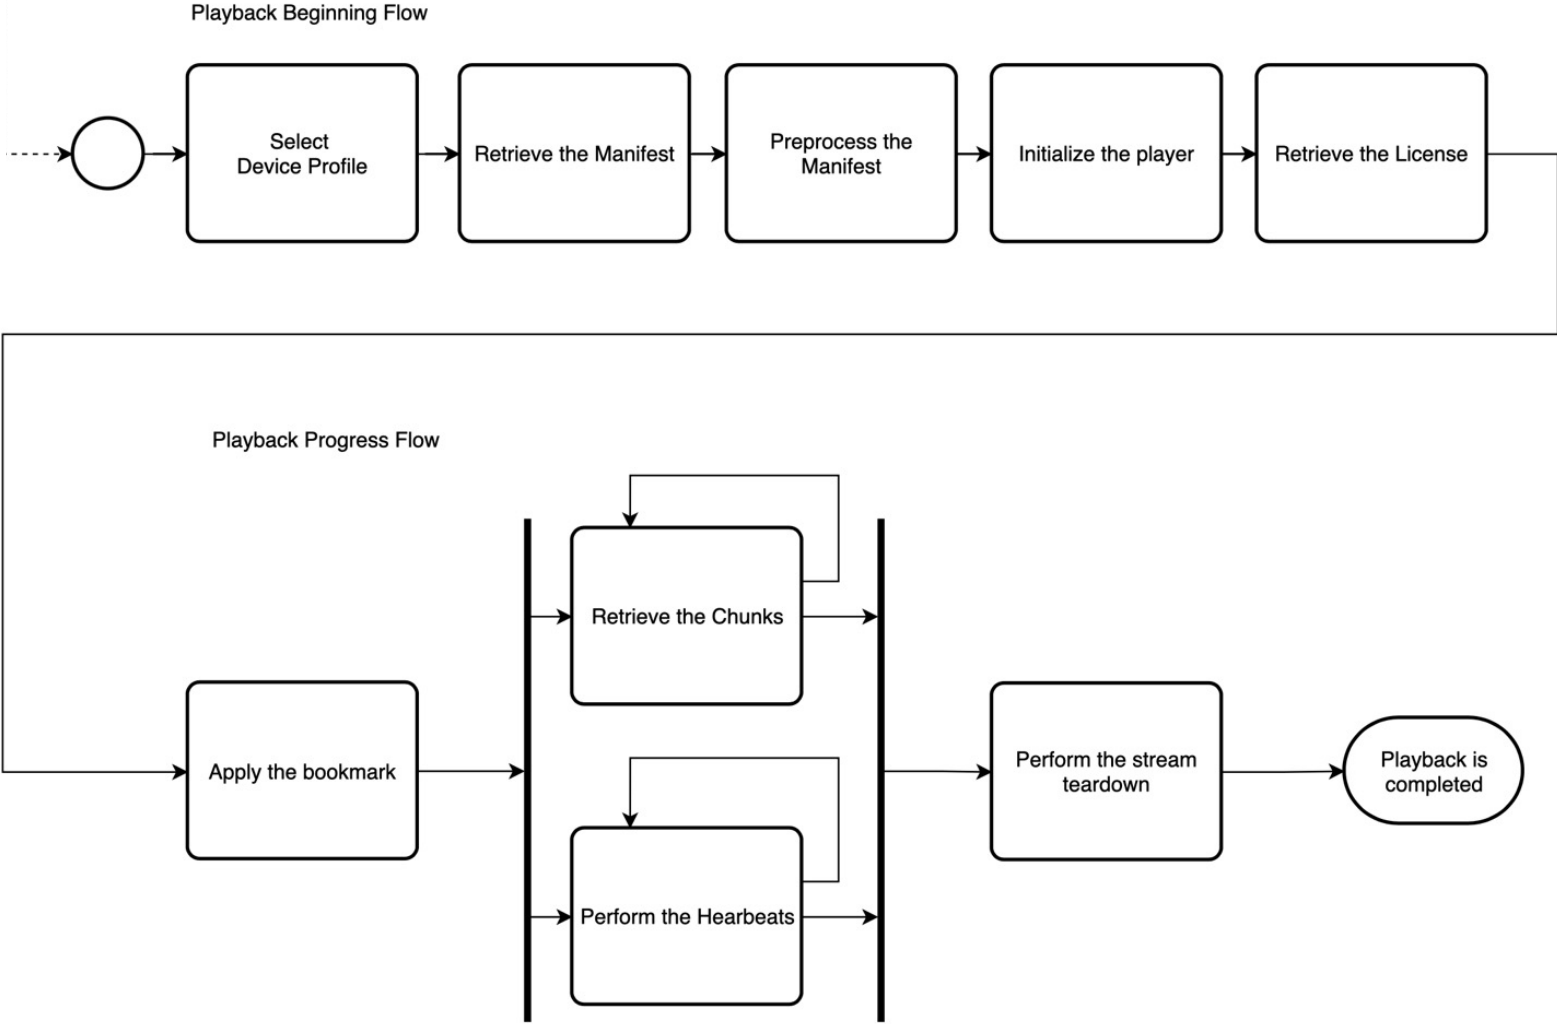 Playback Beginning Flow
Select
Device Profile
Retrieve the Manifest
Preprocess the
Manifest
Initialize the player
Retrieve the License
Playback Progress Flow
Retrieve the Chunks
Apply the bookmark
Perform the Hearbeats
Perform the stream
teardown
Playback is
completed